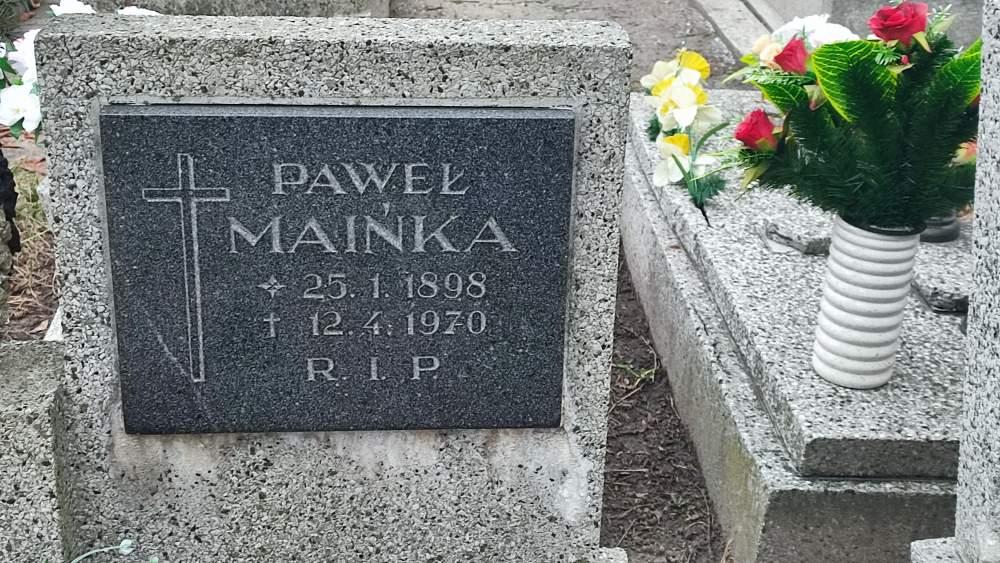 PAWEŁ
MAIŃKA
25.1.1898
12.4.1970
R.I.P.